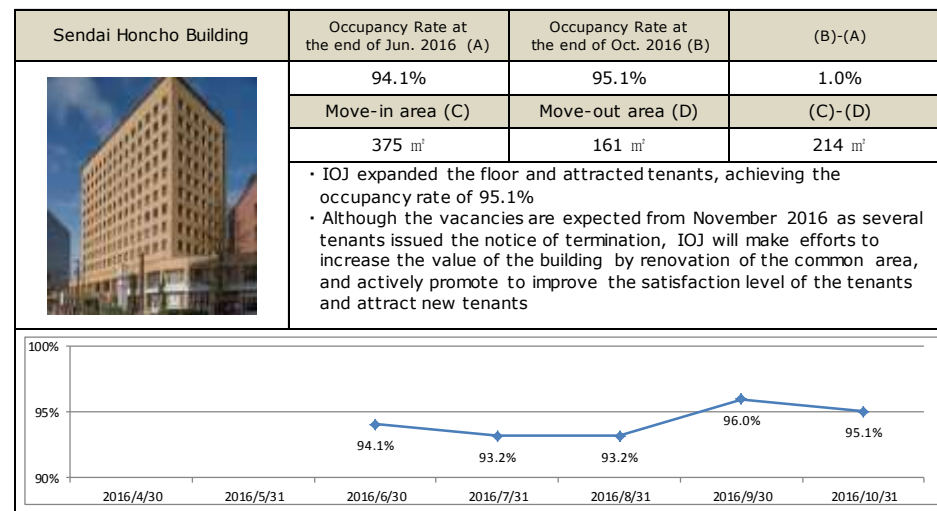 Sendai Honcho Building
Occupancy Rate at
the end of Jun. 2016 (A)
Occupancy Rate at
the end of Oct. 2016 (B)
(B)-(A)
94.1%
95.1%
1.0%
Move-in area (C)
Move-out area (D)
(C)-(D)
375 ㎡
161 ㎡
214 ㎡
・IOJ expanded the floor and attracted tenants, achieving the
occupancy rate of 95.1%
・Although the vacancies are expected from November 2016 as several
tenants issued the notice of termination, IOJ will make efforts to
increase the value of the building by renovation of the common area,
and actively promote to improve the satisfaction level of the tenants
and attract new tenants
100%
95%
90%
94.1%
93.2%
93.2%
96.0%
95.1%
2016/4/30
2016/5/31
2016/6/30
2016/7/31
2016/8/31
2016/9/30
2016/10/31